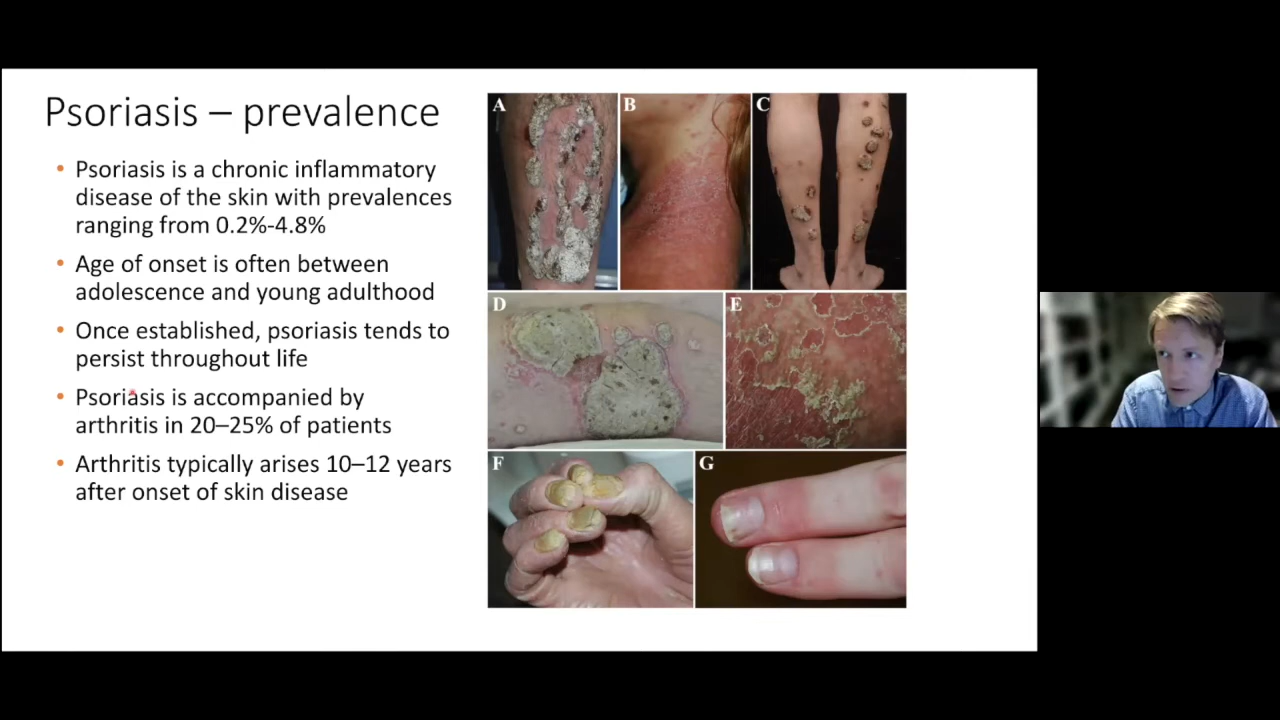 Psoriasis – prevalence
• Psoriasis is a chronic inflammatory
disease of the skin with prevalences
ranging from 0.2%-4.8%
• Age of onset is often between
adolescence and young adulthood
• Once established, psoriasis tends to
persist throughout life
• Psoriasis is accompanied by
arthritis in 20–25% of patients
• Arthritis typically arises 10–12 years
after onset of skin disease
A
B
C
D
E
F
G